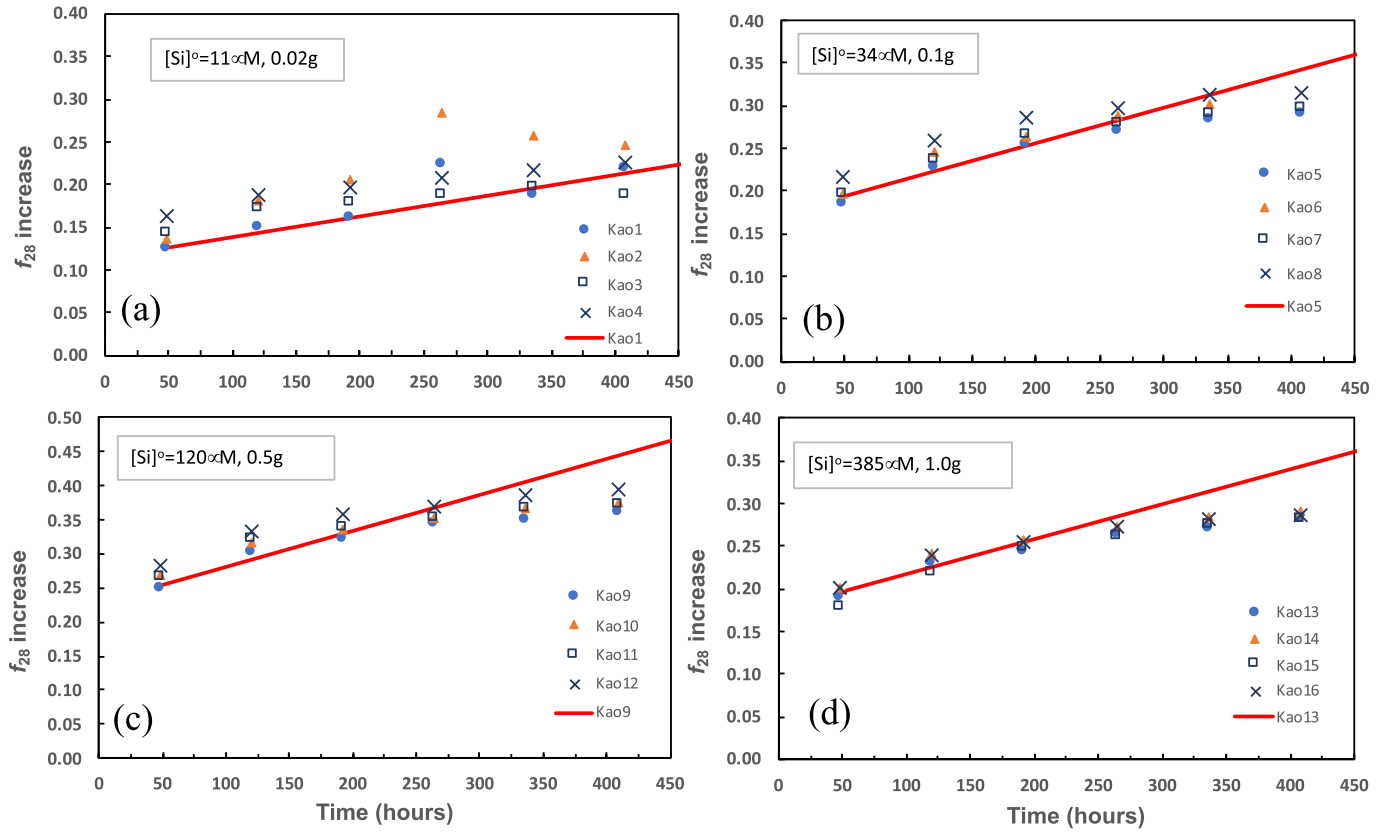 0.40
0.35
0.30
0.25
0.20
0.15
0.10
0.05
0.00
f28 increase
[Si]º=11∝M, 0.02g
Kao1
Kao2
Kao3
Kao4
Kao1
(a)
0 50 100 150 200 250 300 350 400 450
0.40
0.35
0.30
0.25
0.20
0.15
0.10
0.05
0.00
f28 increase
[Si]º=34∝M, 0.1g
Kao5
Kao6
Kao7
Kao8
Kao5
(b)
0 50 100 150 200 250 300 350 400 450
0.50
0.45
0.40
0.35
0.30
0.25
0.20
0.15
0.10
0.05
0.00
f28 increase
[Si]º=120∝M, 0.5g
Kao9
Kao10
Kao11
Kao12
Kao9
(c)
0 50 100 150 200 250 300 350 400 450
Time (hours)
0.40
0.35
0.30
0.25
0.20
0.15
0.10
0.05
0.00
f28 increase
[Si]º=385∝M, 1.0g
Kao13
Kao14
Kao15
Kao16
Kao13
(d)
0 50 100 150 200 250 300 350 400 450
Time (hours)